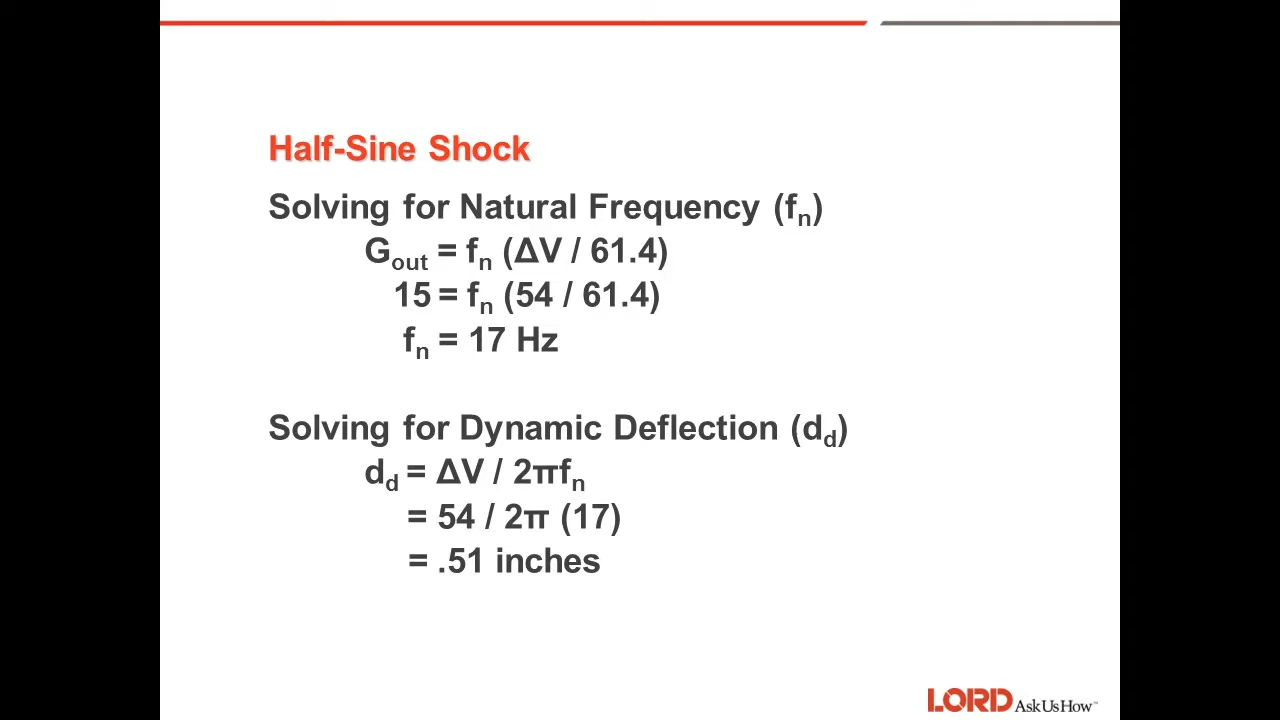 Half-Sine Shock
Solving for Natural Frequency (fn)
Gout = fn (ΔV / 61.4)
15 = fn (54 / 61.4)
fn = 17 Hz
Solving for Dynamic Deflection (dd)
dd = ΔV / 2πfn
= 54 / 2π (17)
= .51 inches
LORD AskUsHow™